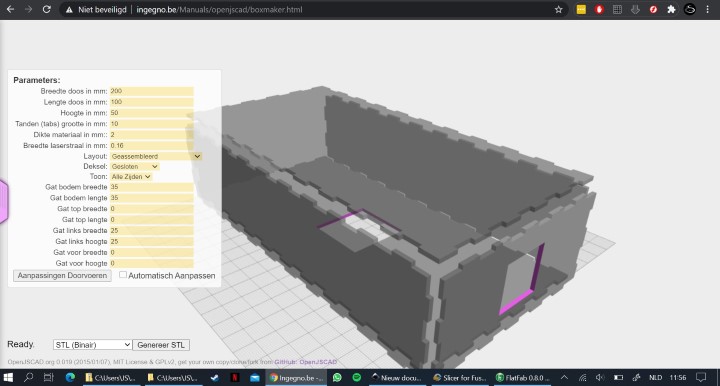 Niet beveiligd | ingegno.be/Manuals/openjscad/boxmaker.html
Parameters:
Breedte doos in mm: 200
Lengte doos in mm: 100
Hoogte in mm: 50
Tanden (tabs) grootte in mm: 10
Dikte materiaal in mm:: 2
Breedte laserstraal in mm: 0.16
Layout: Geassembleerd
Deksel: Gesloten
Toon: Alle Zijden
Gat bodem breedte 35
Gat bodem lengte 35
Gat top breedte 0
Gat top lengte 0
Gat links breedte 25
Gat links hoogte 25
Gat voor breedte 0
Gat voor hoogte 0
Aanpassingen Doorvoeren Automatisch Aanpassen
Ready. STL (Binair) Genereer STL
OpenJSCAD.org 0.019 (2015/01/07), MIT License & GPLv2, get your own copy/clone/fork from GitHub: OpenJSCAD
C:\Users\JS\... C:\Users\JS\... Ingegno.be -... Nieuw docu... Slicer for Fus... FlatFab 0.8.0 ... NLD 11:56